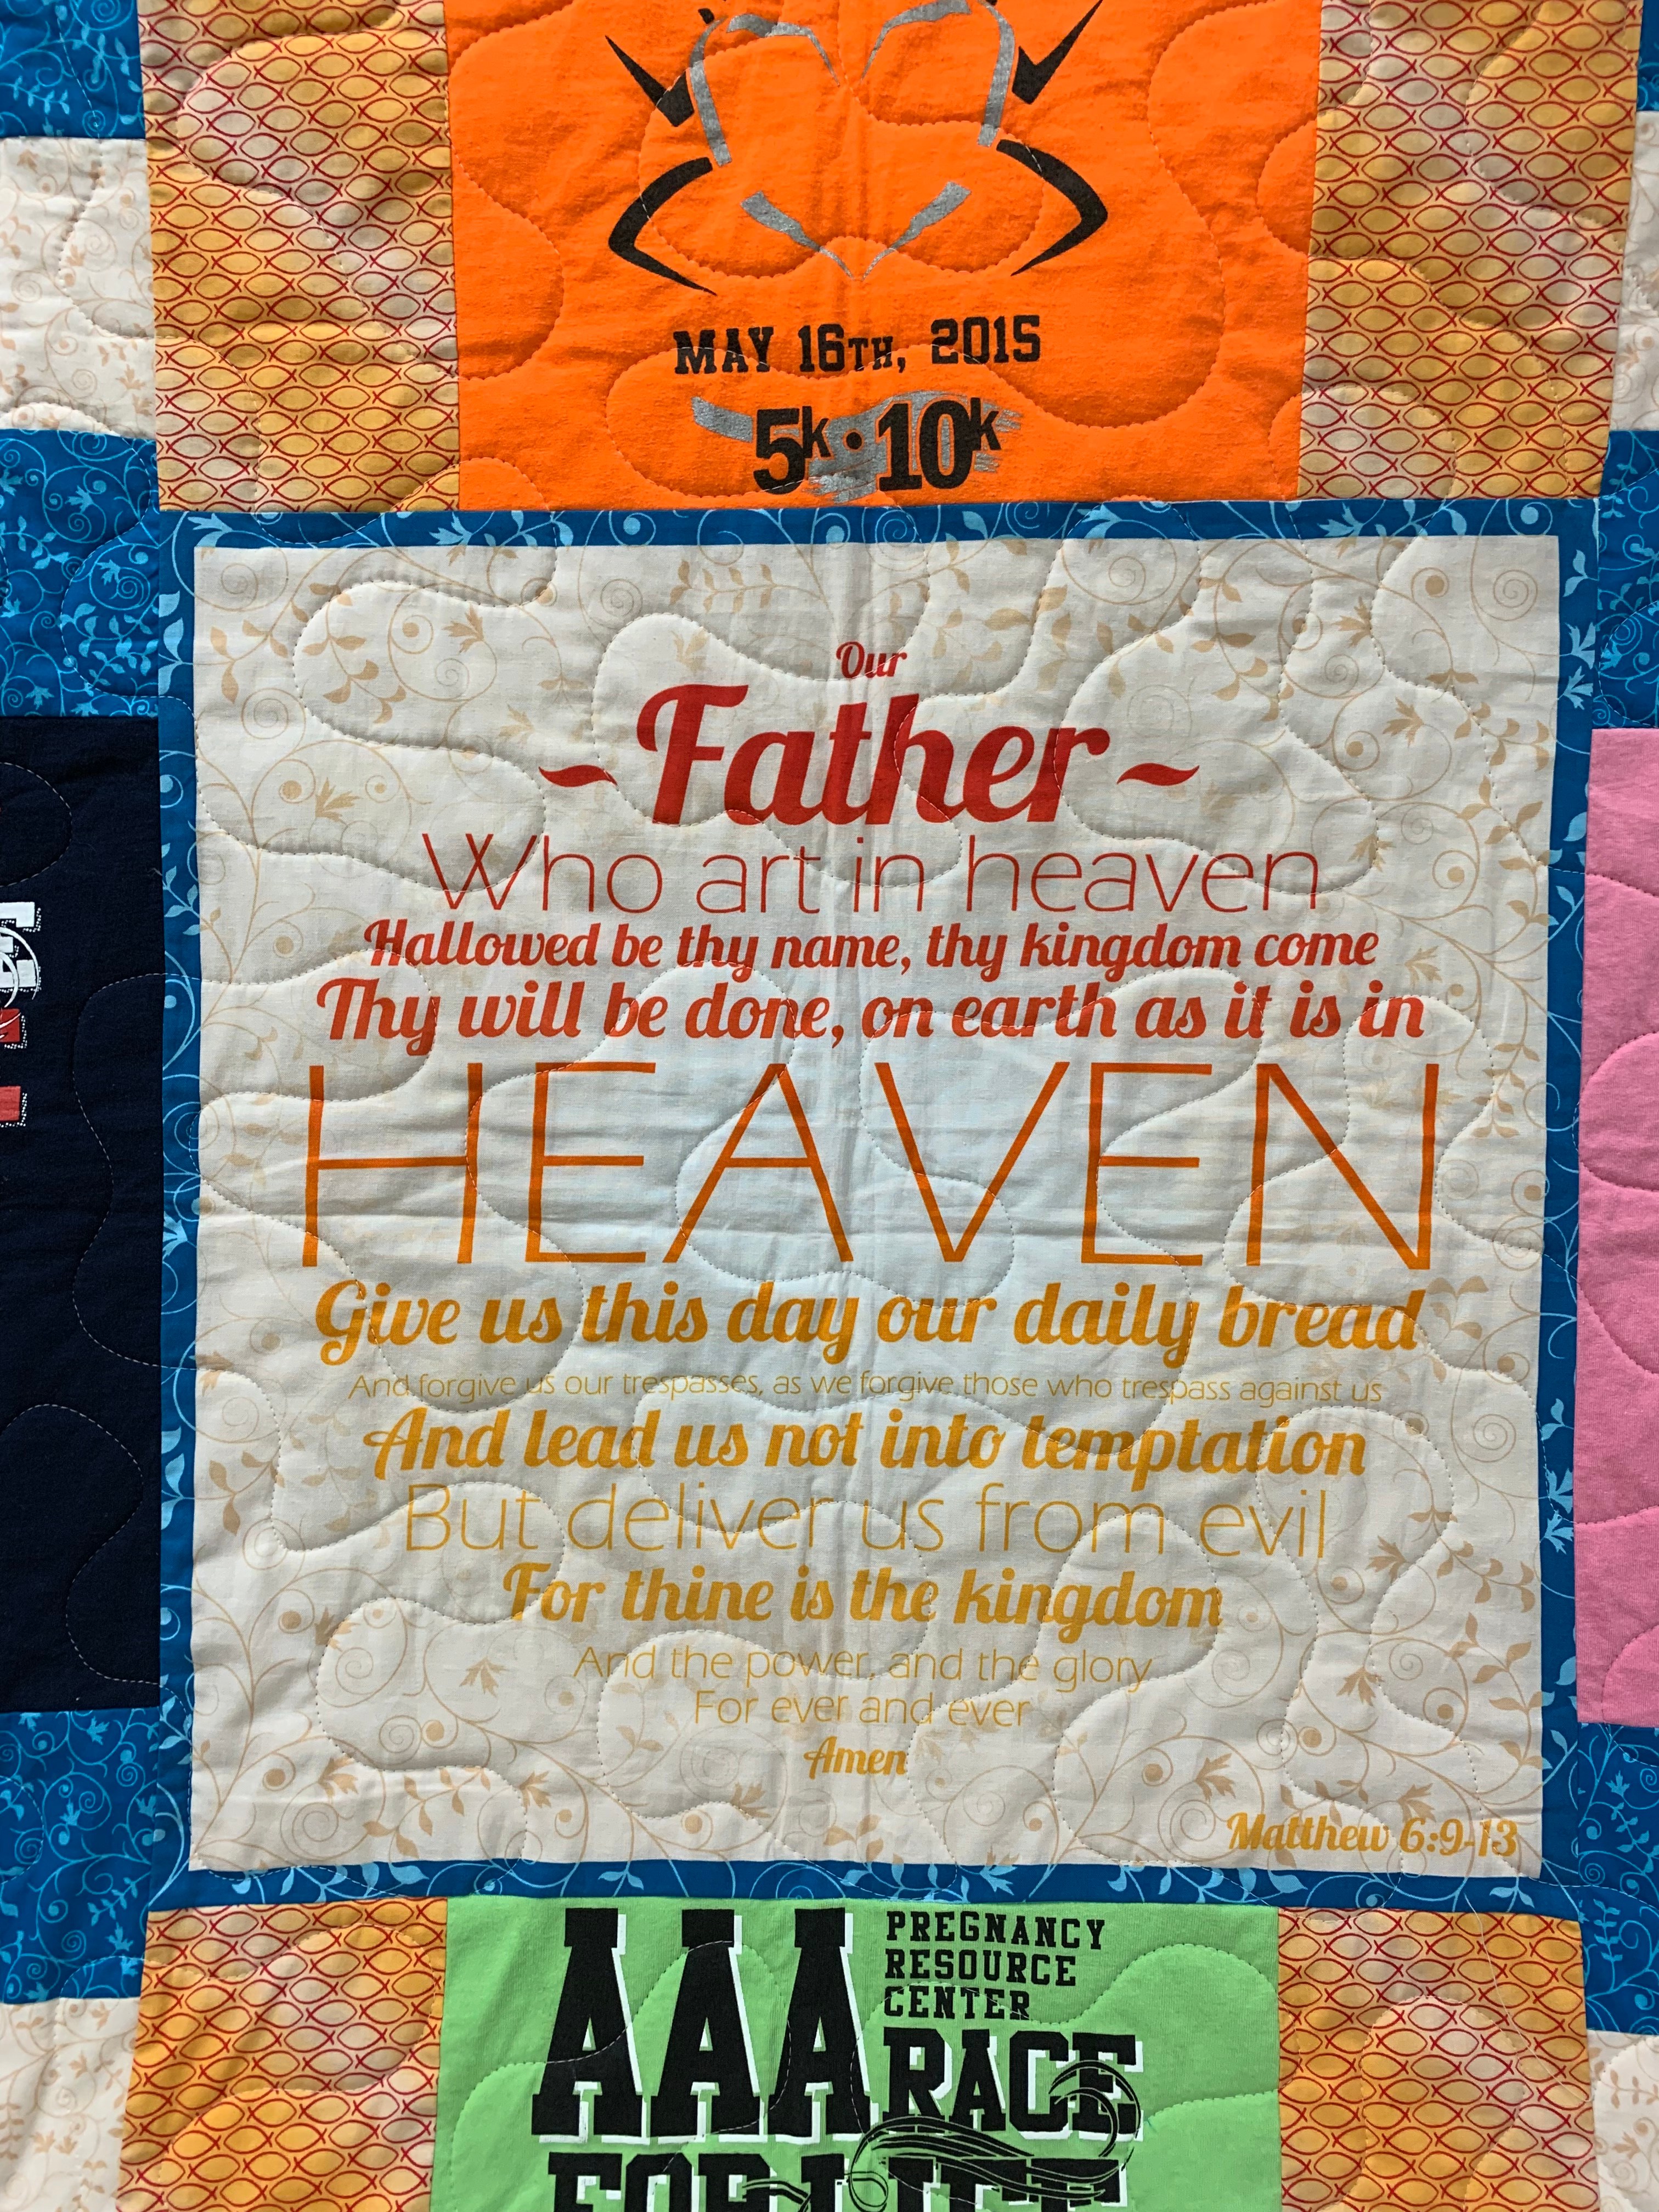 MAY 16TH, 2015
5k • 10k
Our
~Father~
Who art in heaven
Hallowed be thy name, thy kingdom come
Thy will be done, on earth as it is in
HEAVEN
Give us this day our daily bread
And forgive us our trespasses, as we forgive those who trespass against us
And lead us not into temptation
But deliver us from evil
For thine is the kingdom
And the power, and the glory
For ever and ever
Amen
Matthew 6:9-13
AAA PREGNANCY
RESOURCE
CENTER
RACE
FOR LIFE